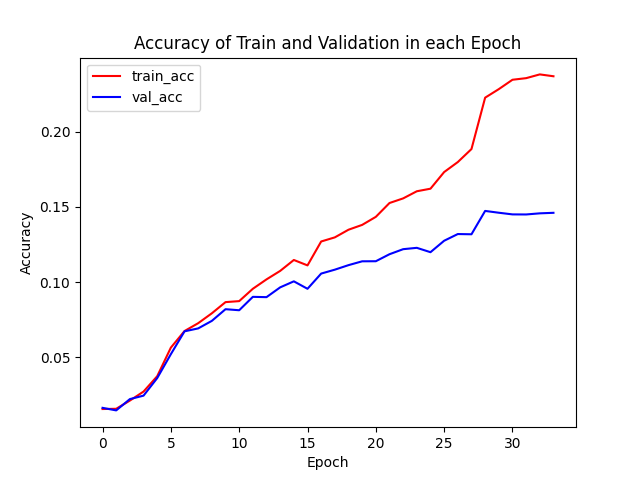 Accuracy of Train and Validation in each Epoch
train_acc
val_acc
0.20
0.15
0.10
0.05
Accuracy
0 5 10 15 20 25 30
Epoch